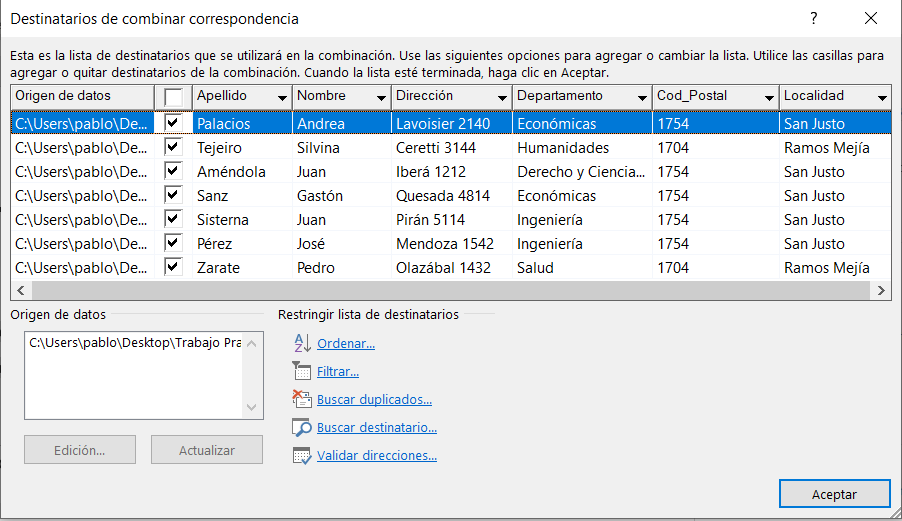 Destinatarios de combinar correspondencia ?
Esta es la lista de destinatarios que se utilizará en la combinación. Use las siguientes opciones para agregar o cambiar la lista. Utilice las casillas para
agregar o quitar destinatarios de la combinación. Cuando la lista esté terminada, haga clic en Aceptar.
Origen de datos Apellido Nombre Dirección Departamento Cod_Postal Localidad
C:\Users\pablo\De... Palacios Andrea Lavoisier 2140 Económicas 1754 San Justo
C:\Users\pablo\De... Tejeiro Silvina Ceretti 3144 Humanidades 1704 Ramos Mejía
C:\Users\pablo\De... Améndola Juan Iberá 1212 Derecho y Ciencia... 1754 San Justo
C:\Users\pablo\De... Sanz Gastón Quesada 4814 Económicas 1754 San Justo
C:\Users\pablo\De... Sisterna Juan Pirán 5114 Ingeniería 1754 San Justo
C:\Users\pablo\De... Pérez José Mendoza 1542 Ingeniería 1754 San Justo
C:\Users\pablo\De... Zarate Pedro Olazábal 1432 Salud 1704 Ramos Mejía
Origen de datos
C:\Users\pablo\Desktop\Trabajo Pra
Edición... Actualizar
Restringir lista de destinatarios
Ordenar...
Filtrar...
Buscar duplicados...
Buscar destinatario...
Validar direcciones...
Aceptar